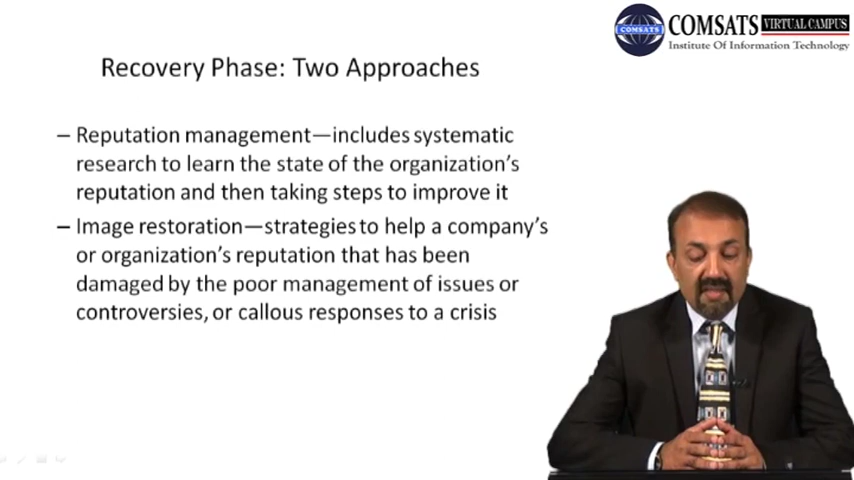 COMSATS
COMSATS VIRTUAL CAMPUS
Institute Of Information Technology
Recovery Phase: Two Approaches
– Reputation management—includes systematic
research to learn the state of the organization's
reputation and then taking steps to improve it
– Image restoration—strategies to help a company's
or organization's reputation that has been
damaged by the poor management of issues or
controversies, or callous responses to a crisis